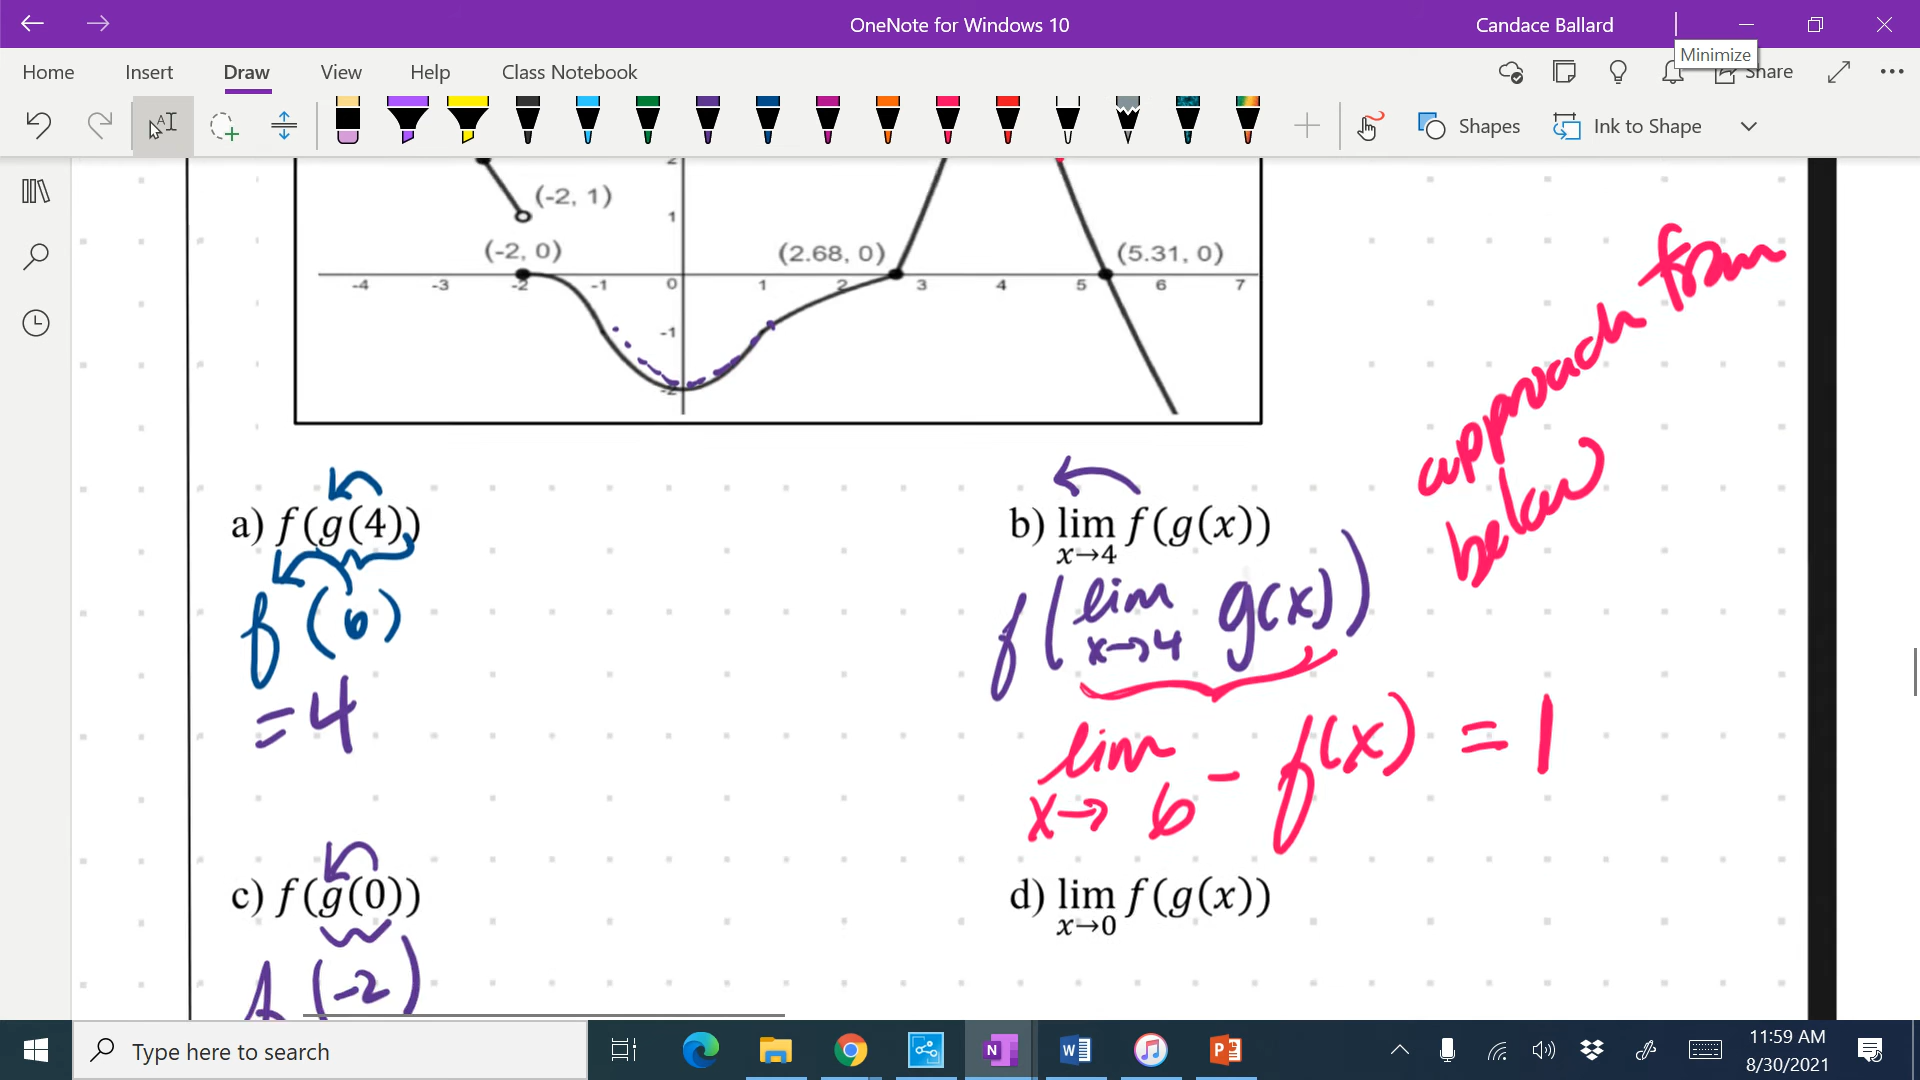 OneNote for Windows 10
Candace Ballard
Minimize
Home Insert Draw View Help Class Notebook
Share
Shapes
Ink to Shape
2
(-2, 1)
1
(-2, 0)
(2.68, 0)
(5.31, 0)
-4 -3 -2 -1 0 1 2 3 4 5 6 7
-1
-2
approach from
below
a) f(g(4))
f(6)
= 4
b) lim f(g(x))
x→4
f(lim g(x))
x→4
lim f(x) = 1
x→ 6⁻
c) f(g(0))
f(-2)
d) lim f(g(x))
x→0
Type here to search
11:59 AM
8/30/2021